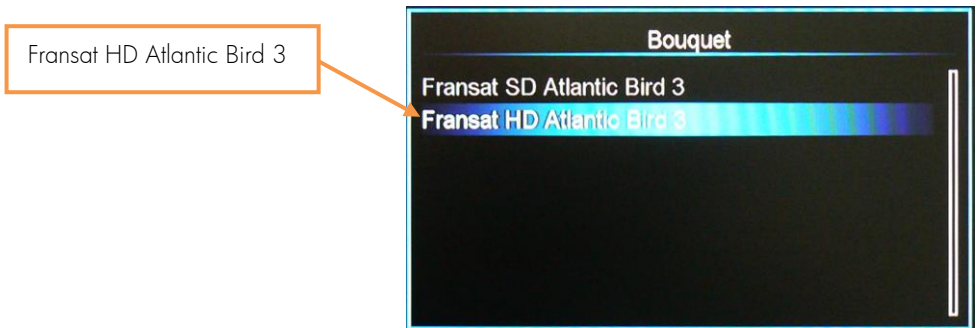 Fransat HD Atlantic Bird 3
Bouquet
Fransat SD Atlantic Bird 3
Fransat HD Atlantic Bird 3